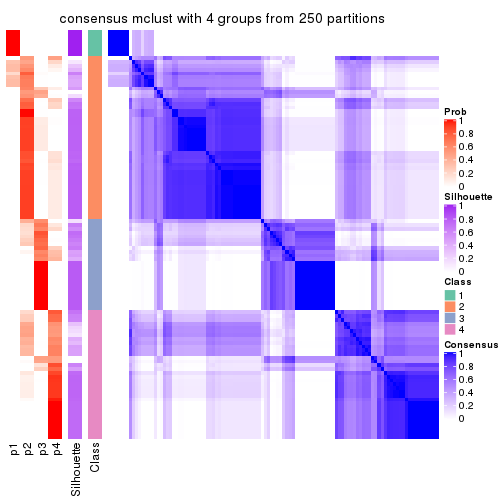 consensus mclust with 4 groups from 250 partitions
Prob
1
0.8
0.6
0.4
0.2
0
Silhouette
1
0.8
0.6
0.4
0.2
0
Class
1
2
3
4
Consensus
1
0.8
0.6
0.4
0.2
0
p1
p2
p3
p4
Silhouette
Class